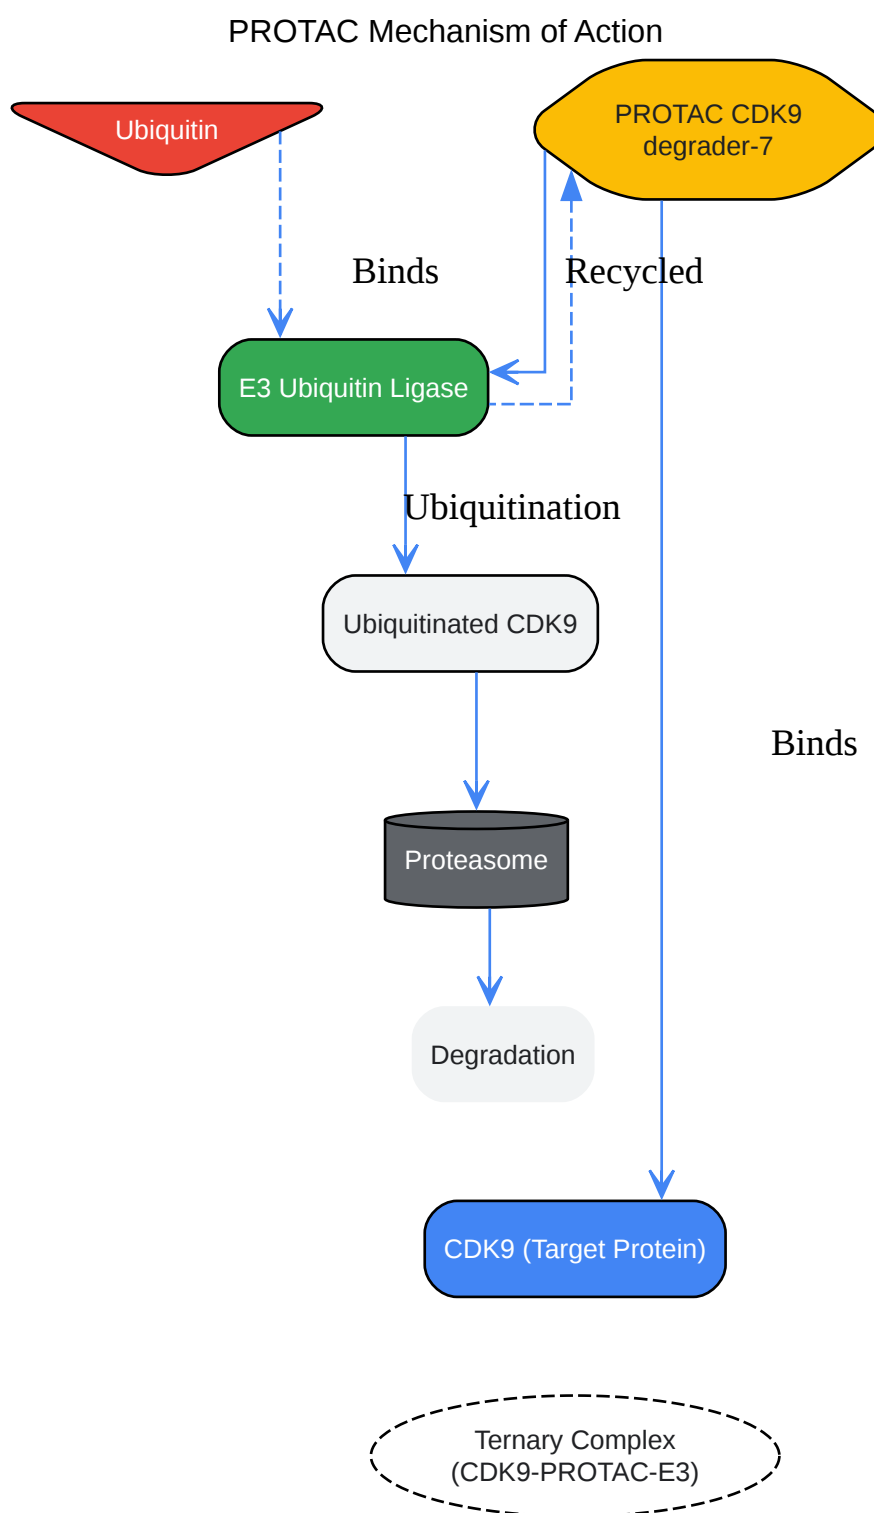 PROTAC Mechanism of Action
Ubiquitin
PROTAC CDK9
degrader-7
Binds
Recycled
E3 Ubiquitin Ligase
Ubiquitination
Ubiquitinated CDK9
Binds
Proteasome
Degradation
CDK9 (Target Protein)
Ternary Complex
(CDK9-PROTAC-E3)